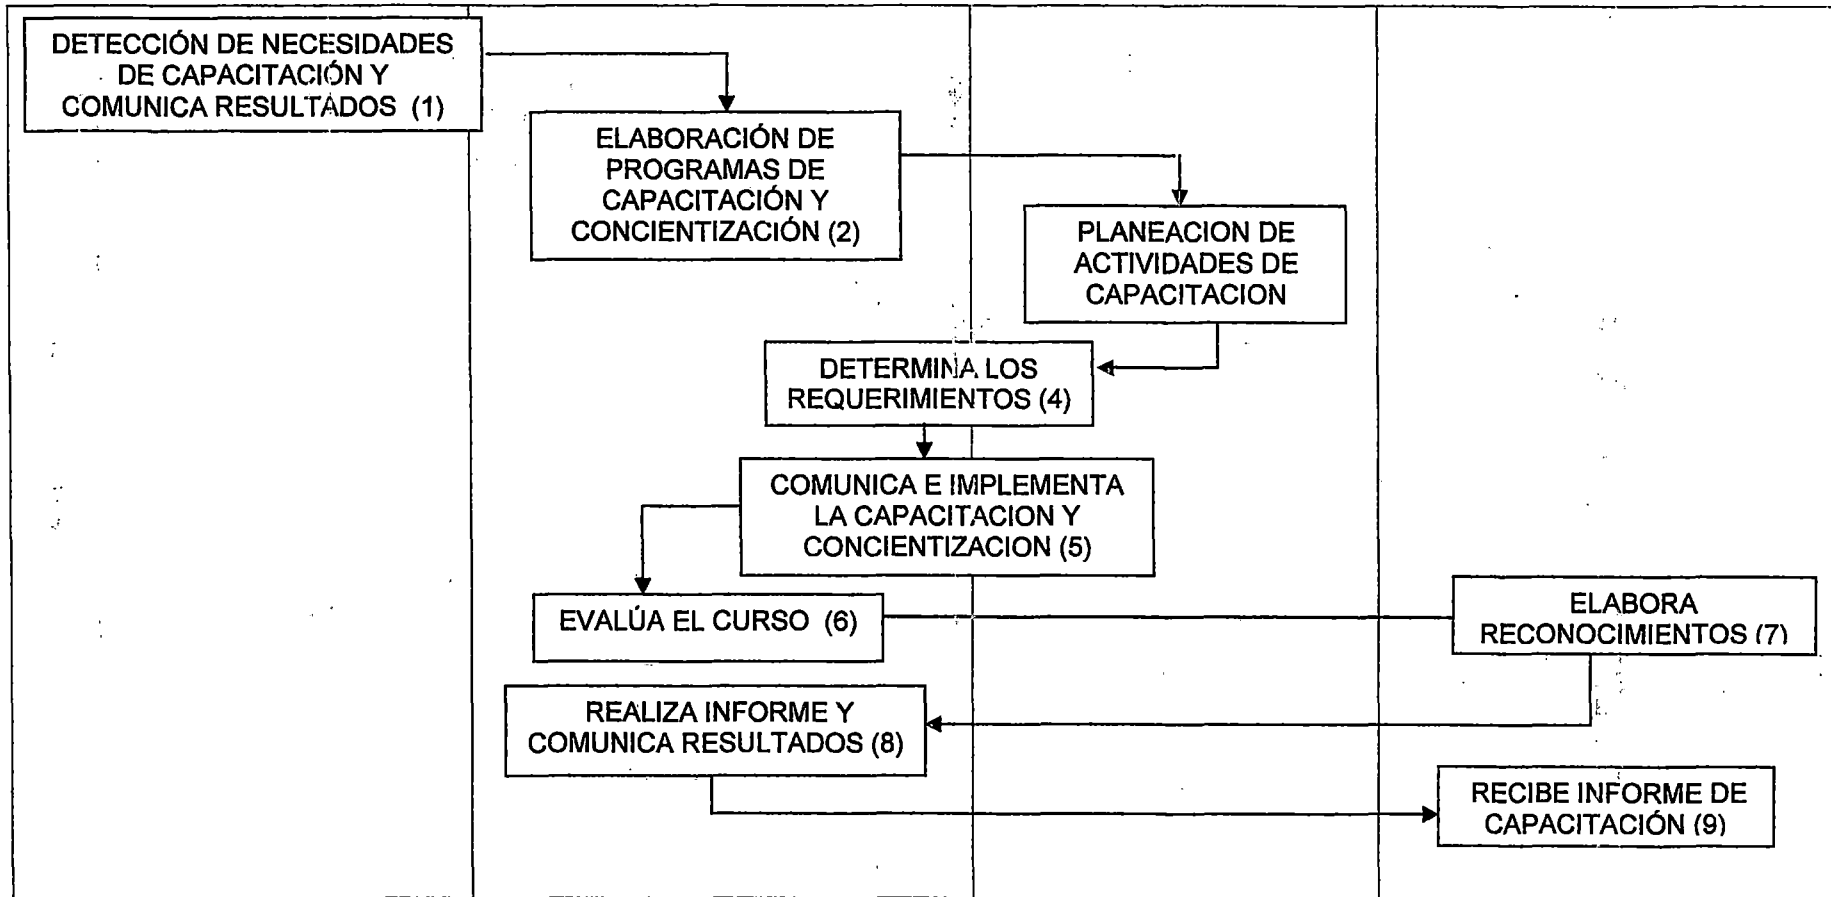 DETECCIÓN DE NECESIDADES
DE CAPACITACIÓN Y
COMUNICA RESULTADOS (1)
ELABORACIÓN DE
PROGRAMAS DE
CAPACITACIÓN Y
CONCIENTIZACIÓN (2)
PLANEACION DE
ACTIVIDADES DE
CAPACITACION
DETERMINA LOS
REQUERIMIENTOS (4)
COMUNICA E IMPLEMENTA
LA CAPACITACION Y
CONCIENTIZACION (5)
EVALÚA EL CURSO (6)
ELABORA
RECONOCIMIENTOS (7)
REALIZA INFORME Y
COMUNICA RESULTADOS (8)
RECIBE INFORME DE
CAPACITACIÓN (9)